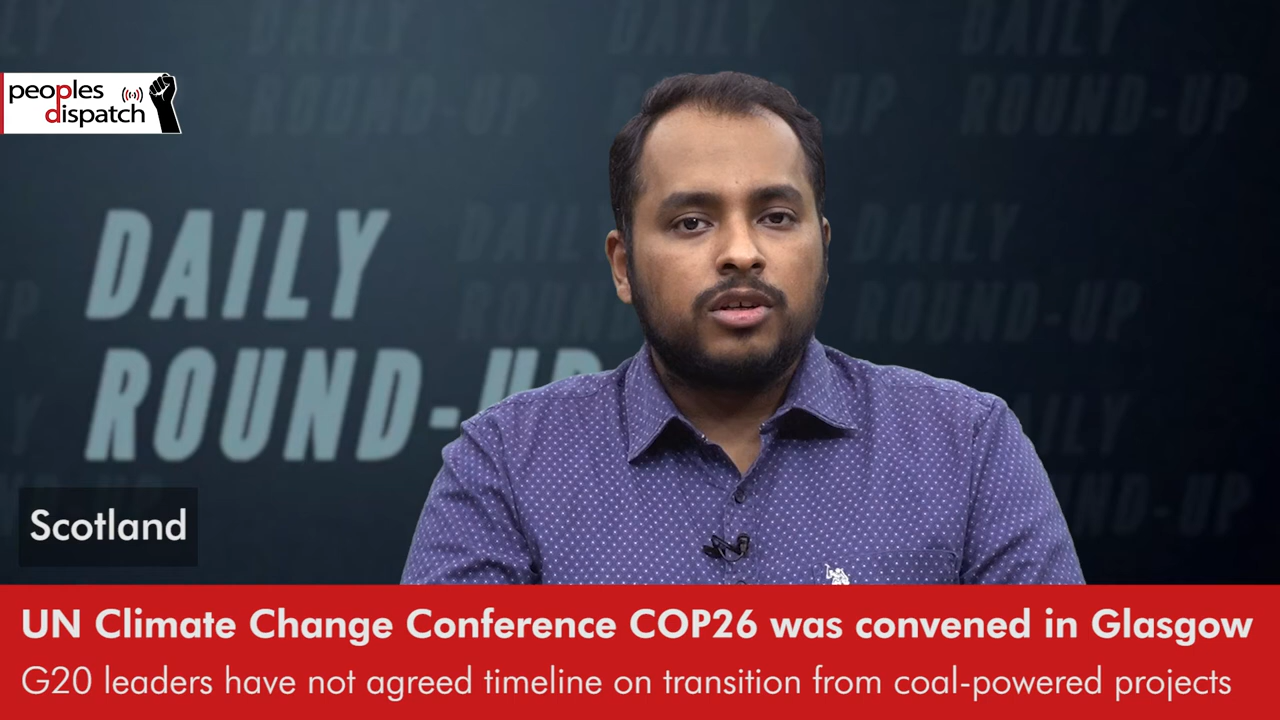 peoples
dispatch
DAILY
ROUND-UP
Scotland
UN Climate Change Conference COP26 was convened in Glasgow
G20 leaders have not agreed timeline on transition from coal-powered projects